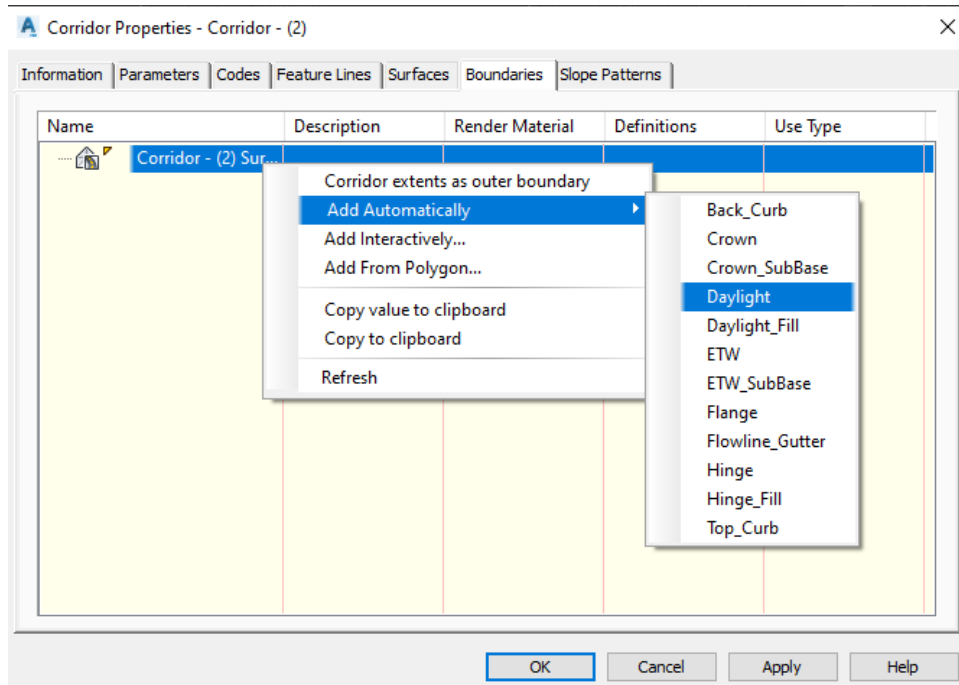 Corridor Properties - Corridor - (2)
Information Parameters Codes Feature Lines Surfaces Boundaries Slope Patterns
Name Description Render Material Definitions Use Type
Corridor - (2) Sur...
Corridor extents as outer boundary
Add Automatically
Add Interactively...
Add From Polygon...
Copy value to clipboard
Copy to clipboard
Refresh
Back_Curb
Crown
Crown_SubBase
Daylight
Daylight_Fill
ETW
ETW_SubBase
Flange
Flowline_Gutter
Hinge
Hinge_Fill
Top_Curb
OK Cancel Apply Help